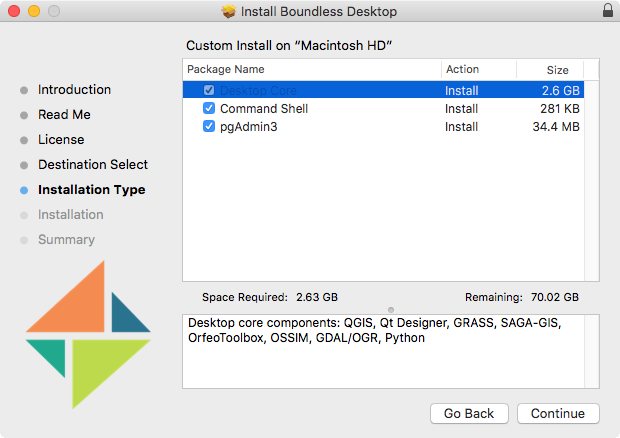 Install Boundless Desktop
Custom Install on “Macintosh HD”
Package Name Action Size
Desktop Core Install 2.6 GB
Command Shell Install 281 KB
pgAdmin3 Install 34.4 MB
Introduction
Read Me
License
Destination Select
Installation Type
Installation
Summary
Space Required: 2.63 GB Remaining: 70.02 GB
Desktop core components: QGIS, Qt Designer, GRASS, SAGA-GIS,
OrfeoToolbox, OSSIM, GDAL/OGR, Python
Go Back Continue